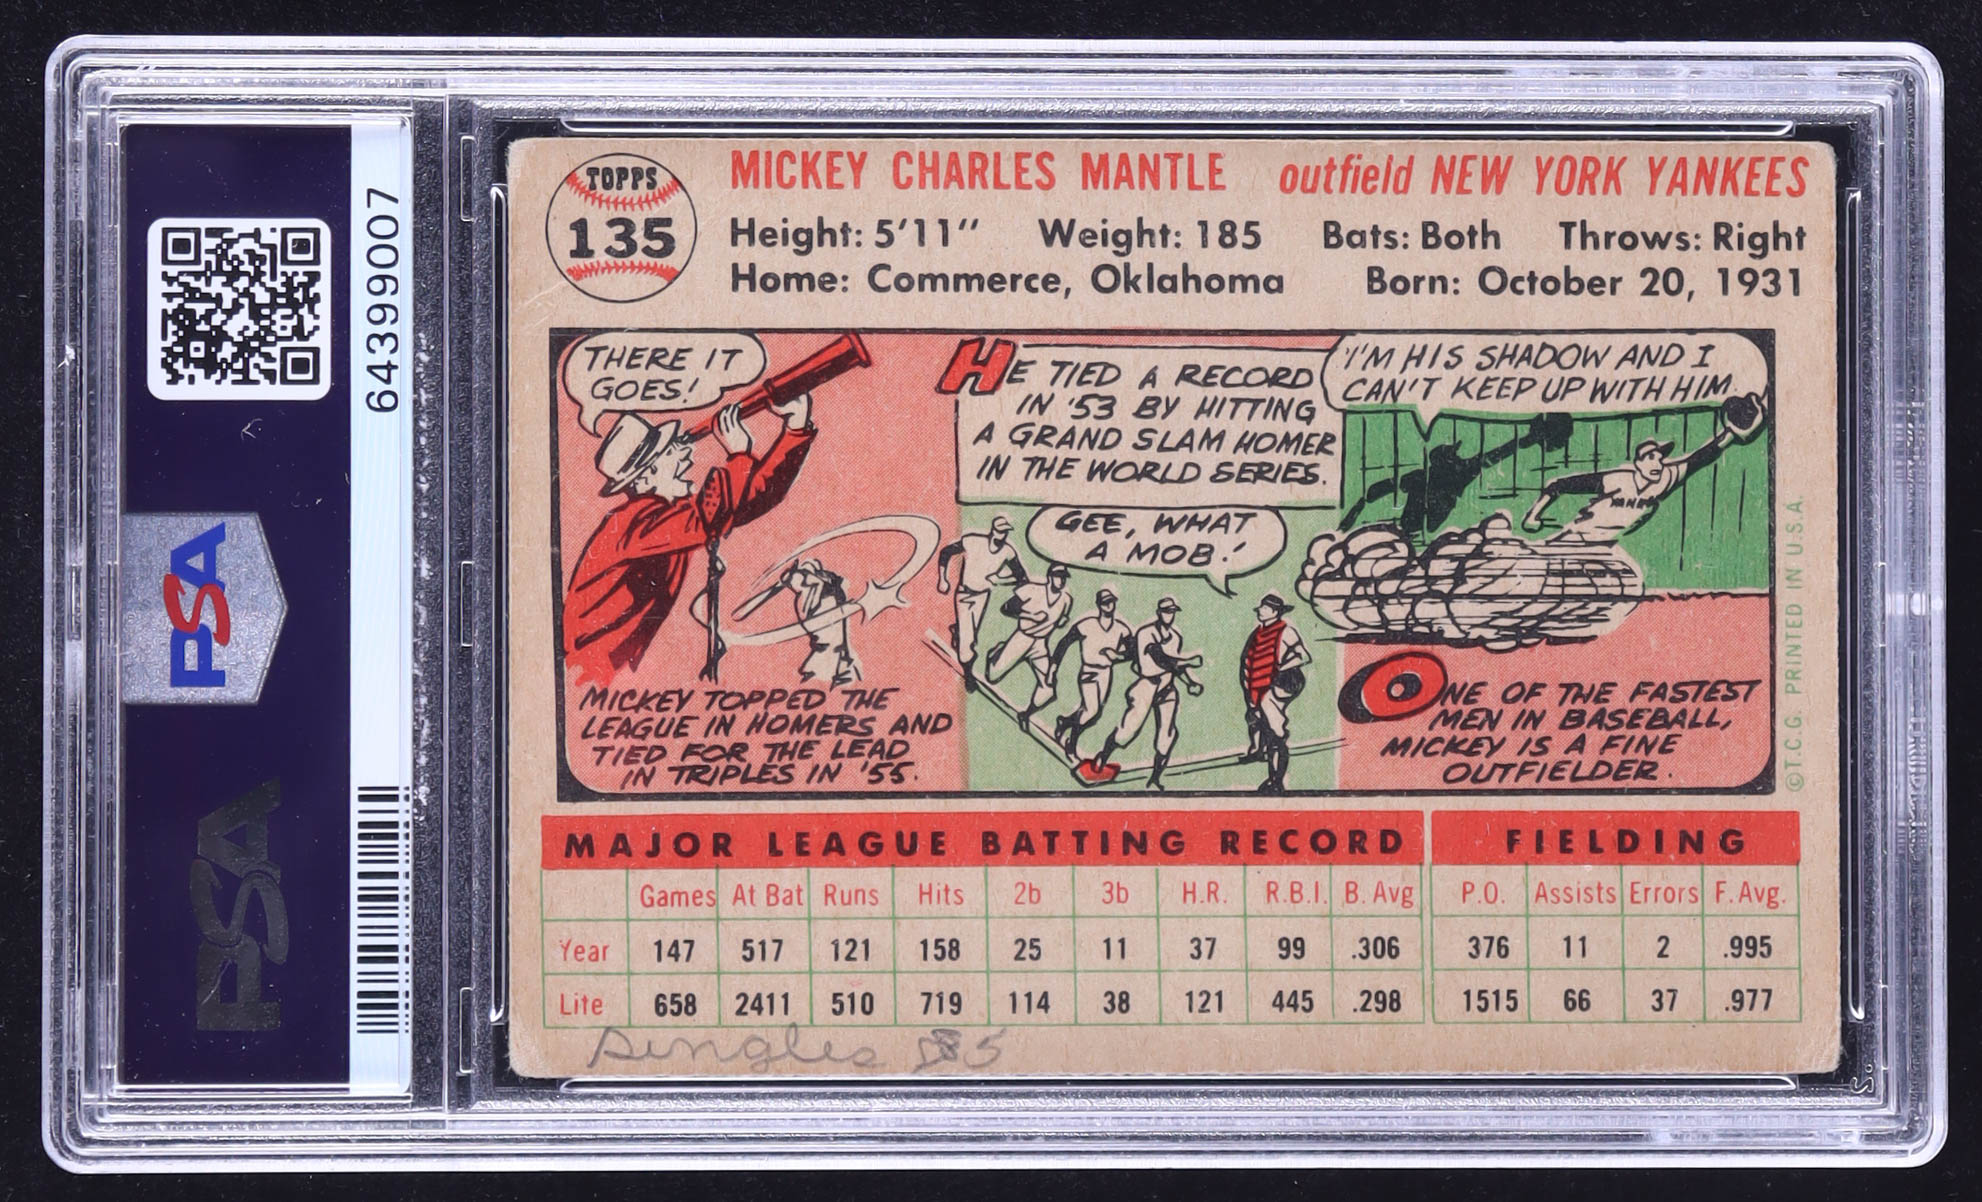 64399007
PSA
PSA
TOPPS
135
MICKEY CHARLES MANTLE outfield NEW YORK YANKEES
Height: 5'11" Weight: 185 Bats: Both Throws: Right
Home: Commerce, Oklahoma Born: October 20, 1931
THERE IT
GOES!
MICKEY TOPPED THE
LEAGUE IN HOMERS AND
TIED FOR THE LEAD
IN TRIPLES IN '55.
HE TIED A RECORD
IN '53 BY HITTING
A GRAND SLAM HOMER
IN THE WORLD SERIES.
GEE, WHAT
A MOB!
I'M HIS SHADOW AND I
CAN'T KEEP UP WITH HIM.
ONE OF THE FASTEST
MEN IN BASEBALL,
MICKEY IS A FINE
OUTFIELDER.
©T.C.G. PRINTED IN U.S.A.
MAJOR LEAGUE BATTING RECORD FIELDING
Games At Bat Runs Hits 2b 3b H.R. R.B.I. B. Avg P.O. Assists Errors F. Avg.
Year 147 517 121 158 25 11 37 99 .306 376 11 2 .995
Life 658 2411 510 719 114 38 121 445 .298 1515 66 37 .977
Singles 585